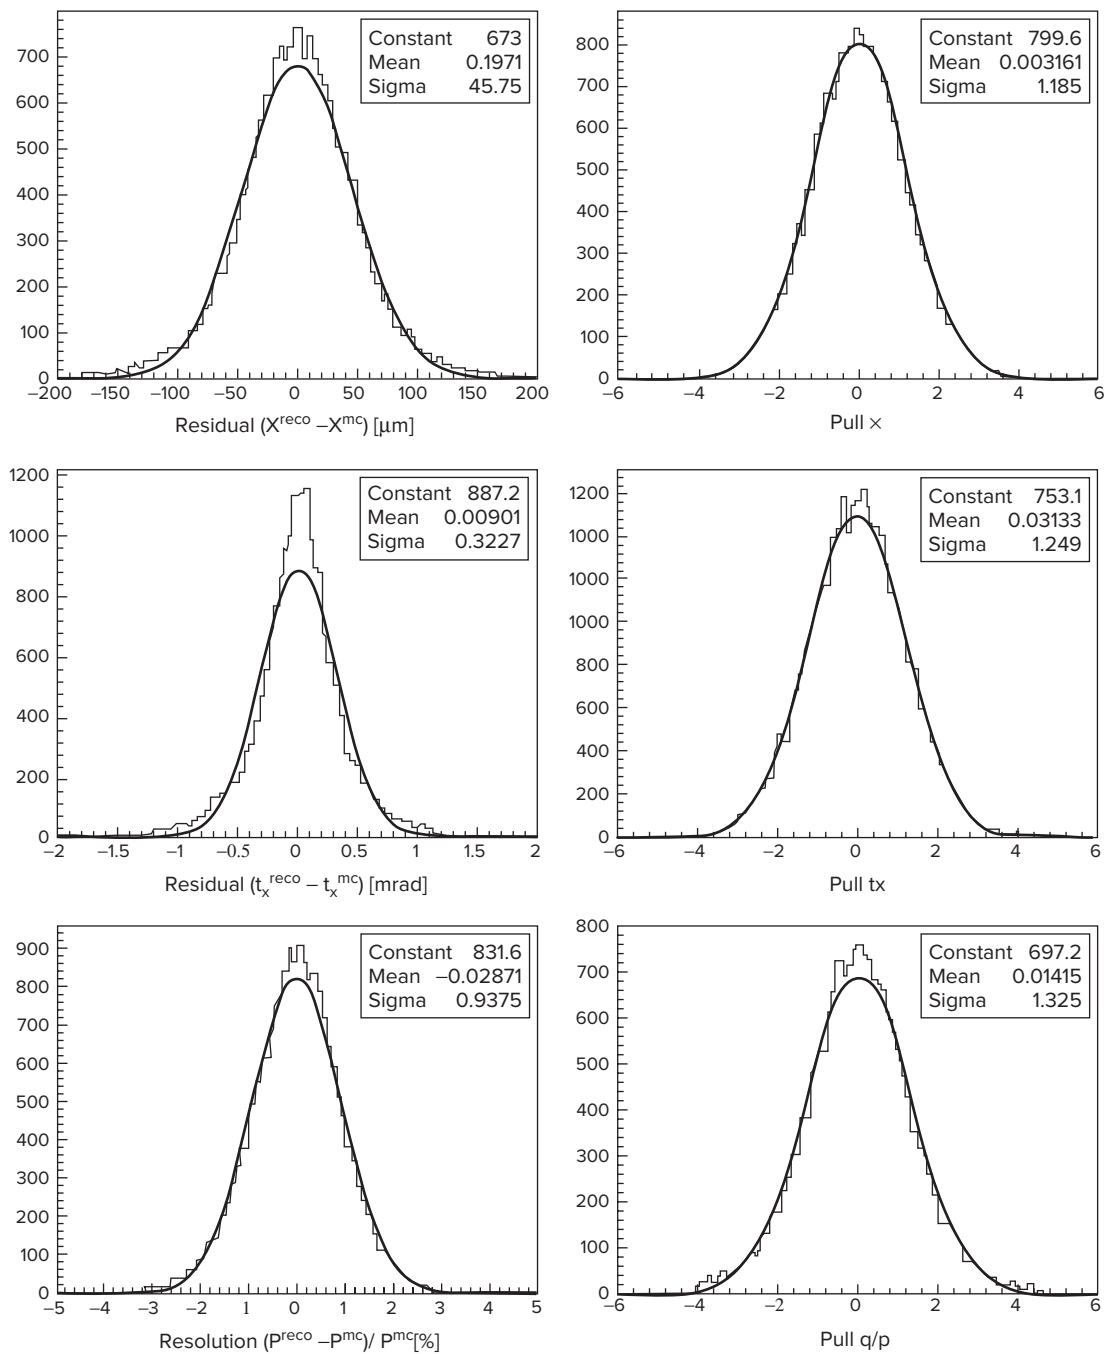 Constant 673
Mean 0.1971
Sigma 45.75
700
600
500
400
300
200
100
0
−200 −150 −100 −50 0 50 100 150 200
Residual (X^reco −X^mc) [μm]
Constant 799.6
Mean 0.003161
Sigma 1.185
800
700
600
500
400
300
200
100
0
−6 −4 −2 0 2 4 6
Pull ×
Constant 887.2
Mean 0.00901
Sigma 0.3227
1200
1000
800
600
400
200
0
−2 −1.5 −1 −0.5 0 0.5 1 1.5 2
Residual (t_x^reco − t_x^mc) [mrad]
Constant 753.1
Mean 0.03133
Sigma 1.249
1200
1000
1000
1000
800
600
400
200
0
−6 −4 −2 0 2 4 6
Pull tx
Constant 831.6
Mean −0.02871
Sigma 0.9375
900
800
700
600
500
400
300
200
100
0
−5 −4 −3 −2 −1 0 1 2 3 4 5
Resolution (P^reco −P^mc)/ P^mc[%]
Constant 697.2
Mean 0.01415
Sigma 1.325
800
700
600
500
400
300
200
100
0
−6 −4 −2 0 2 4 6
Pull q/p